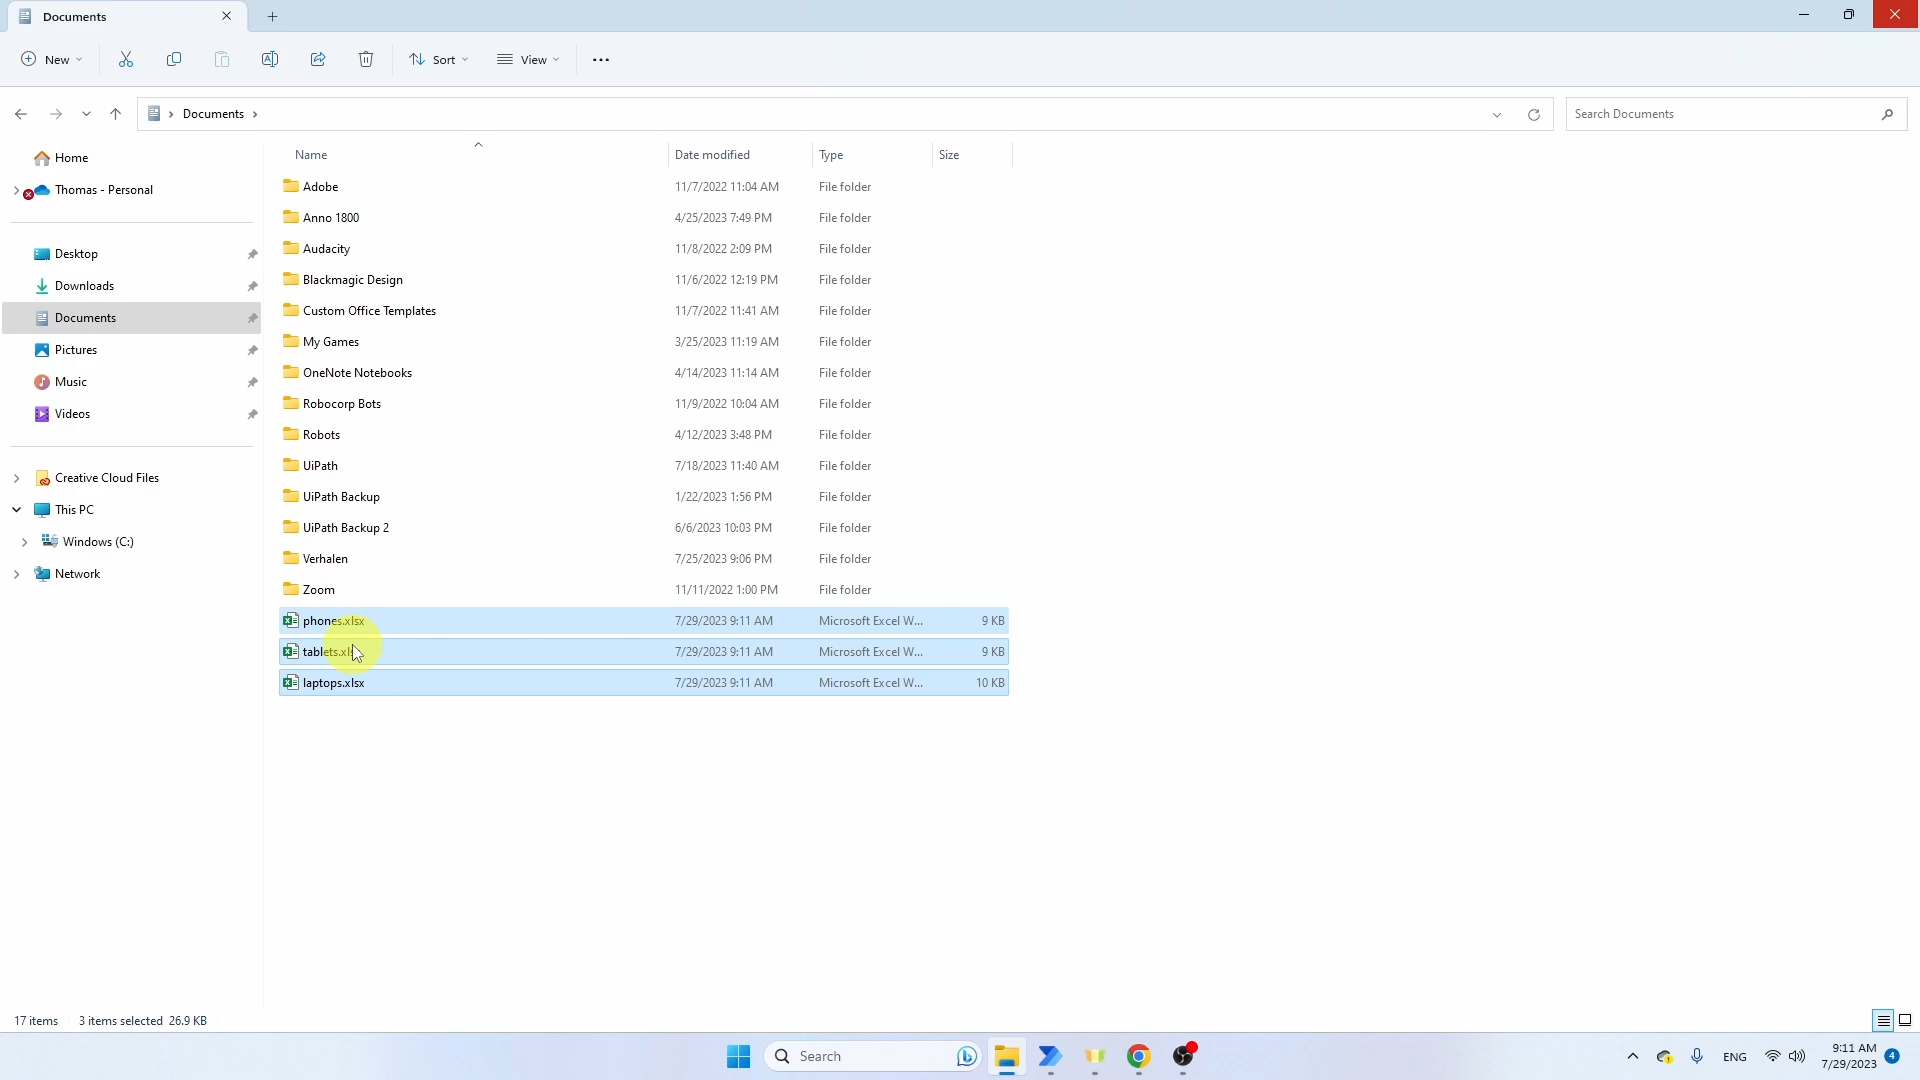 Documents
New
Sort
View
Documents
Search Documents
Home
Thomas - Personal
Desktop
Downloads
Documents
Pictures
Music
Videos
Creative Cloud Files
This PC
Windows (C:)
Network
Name Date modified Type Size
Adobe 11/7/2022 11:04 AM File folder
Anno 1800 4/25/2023 7:49 PM File folder
Audacity 11/8/2022 2:09 PM File folder
Blackmagic Design 11/6/2022 12:19 PM File folder
Custom Office Templates 11/7/2022 11:41 AM File folder
My Games 3/25/2023 11:19 AM File folder
OneNote Notebooks 4/14/2023 11:14 AM File folder
Robocorp Bots 11/9/2022 10:04 AM File folder
Robots 4/12/2023 3:48 PM File folder
UiPath 7/18/2023 11:40 AM File folder
UiPath Backup 1/22/2023 1:56 PM File folder
UiPath Backup 2 6/6/2023 10:03 PM File folder
Verhalen 7/25/2023 9:06 PM File folder
Zoom 11/11/2022 1:00 PM File folder
phones.xlsx 7/29/2023 9:11 AM Microsoft Excel W... 9 KB
tablets.xlsx 7/29/2023 9:11 AM Microsoft Excel W... 9 KB
laptops.xlsx 7/29/2023 9:11 AM Microsoft Excel W... 10 KB
17 items 3 items selected 26.9 KB
Search
ENG
9:11 AM
7/29/2023
4